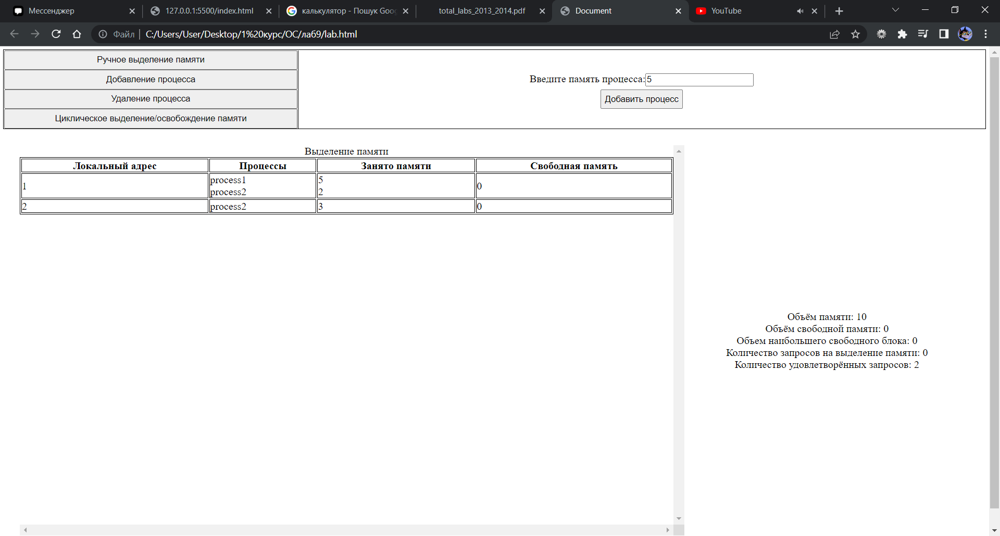 Мессенджер
127.0.0.1:5500/index.html
калькулятор - Пошук Goo
total_labs_2013_2014.pdf
Document
YouTube
Файл
C:/Users/User/Desktop/1%20курс/ОС/ла69/lab.html
Ручное выделение памяти
Добавление процесса
Удаление процесса
Циклическое выделение/освобождение памяти
Введите память процесса: 5
Добавить процесс
Выделение памяти
Локальный адрес Процессы Занято памяти Свободная память
1 process1 5 0
process2 2
2 process2 3 0
Объём памяти: 10
Объём свободной памяти: 0
Объем наибольшего свободного блока: 0
Количество запросов на выделение памяти: 0
Количество удовлетворённых запросов: 2